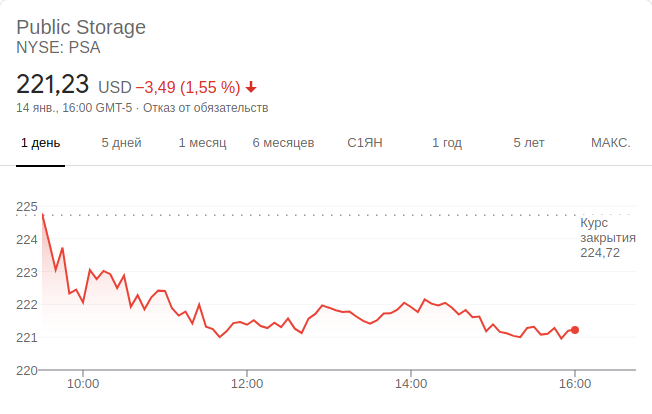 Public Storage
NYSE: PSA
221,23 USD −3,49 (1,55 %)
14 янв., 16:00 GMT-5 · Отказ от обязательств
1 день 5 дней 1 месяц 6 месяцев С1ЯН 1 год 5 лет МАКС.
225
Курс
закрытия
224,72
224
223
222
221
220
10:00 12:00 14:00 16:00